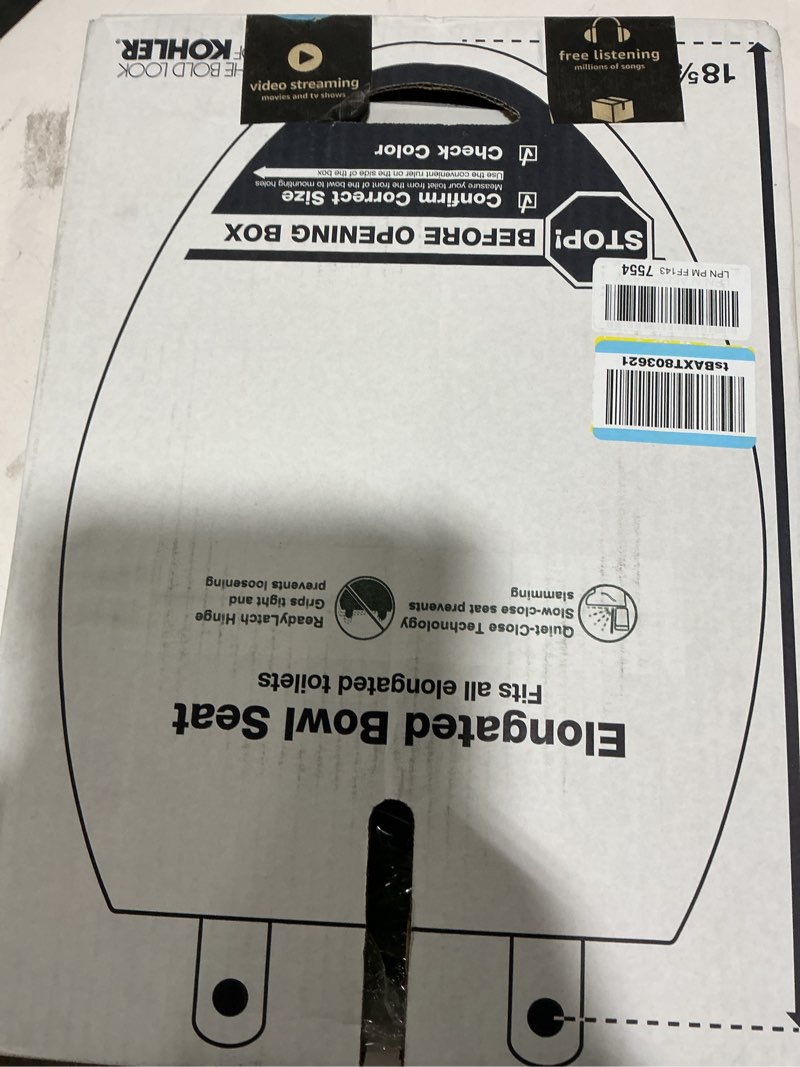 video streaming
movies and tv shows
free listening
millions of songs
Elongated Bowl Seat
Fits all elongated toilets
Quiet-Close Technology
Slow-close seat prevents
slamming
ReadyLatch Hinge
Grips tight and
prevents loosening
tsBAXT803621
LPN PM FF143 7554
STOP! BEFORE OPENING BOX
Confirm Correct Size
Measure your toilet from the front of the bowl to mounting holes
Use the convenient ruler on the side of the box
Check Color
18⅝
THE BOLD LOOK
OF KOHLER®